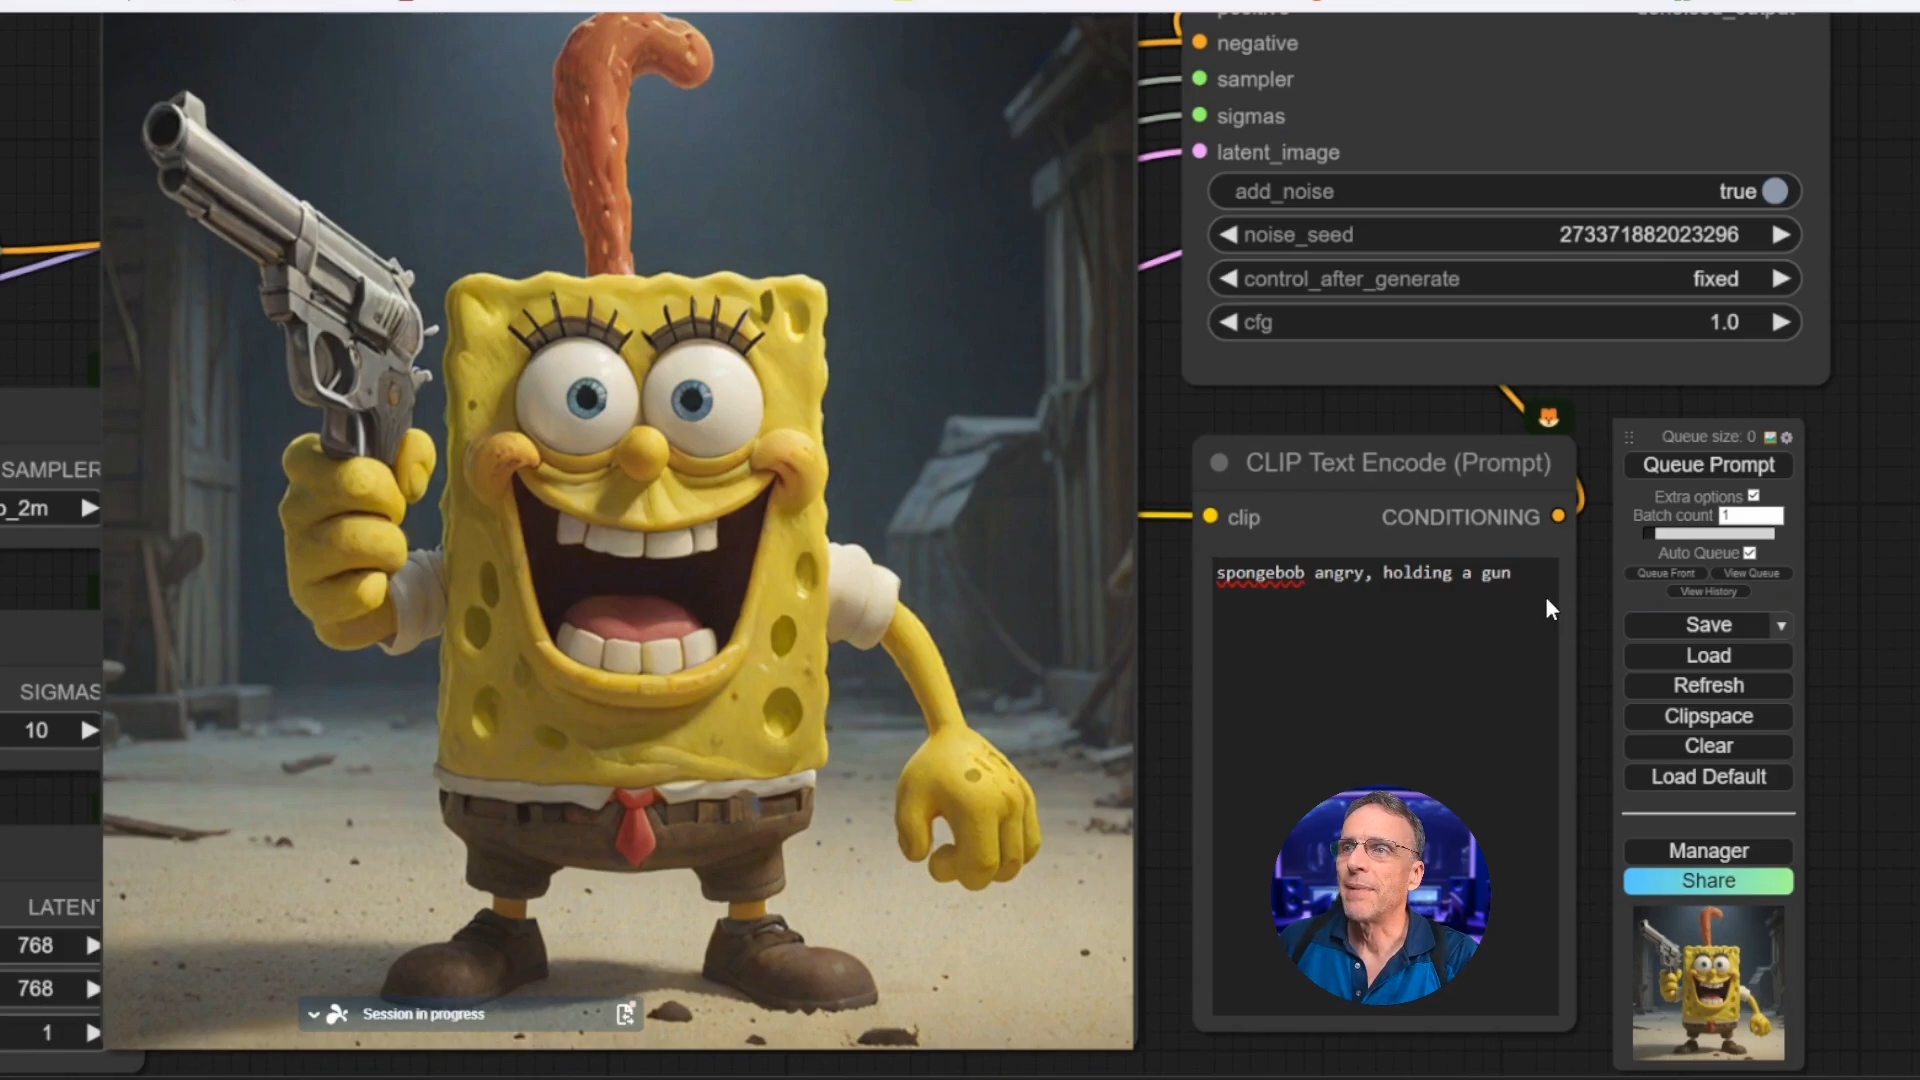 negative
sampler
sigmas
latent_image
add_noise true
noise_seed 273371882023296
control_after_generate fixed
cfg 1.0
SAMPLER
_2m
SIGMAS
10
LATENT
768
768
1
CLIP Text Encode (Prompt)
clip CONDITIONING
spongebob angry, holding a gun
Queue size: 0
Queue Prompt
Extra options
Batch count 1
Auto Queue
Queue Front View Queue
View History
Save
Load
Refresh
Clipspace
Clear
Load Default
Manager
Share
Session in progress